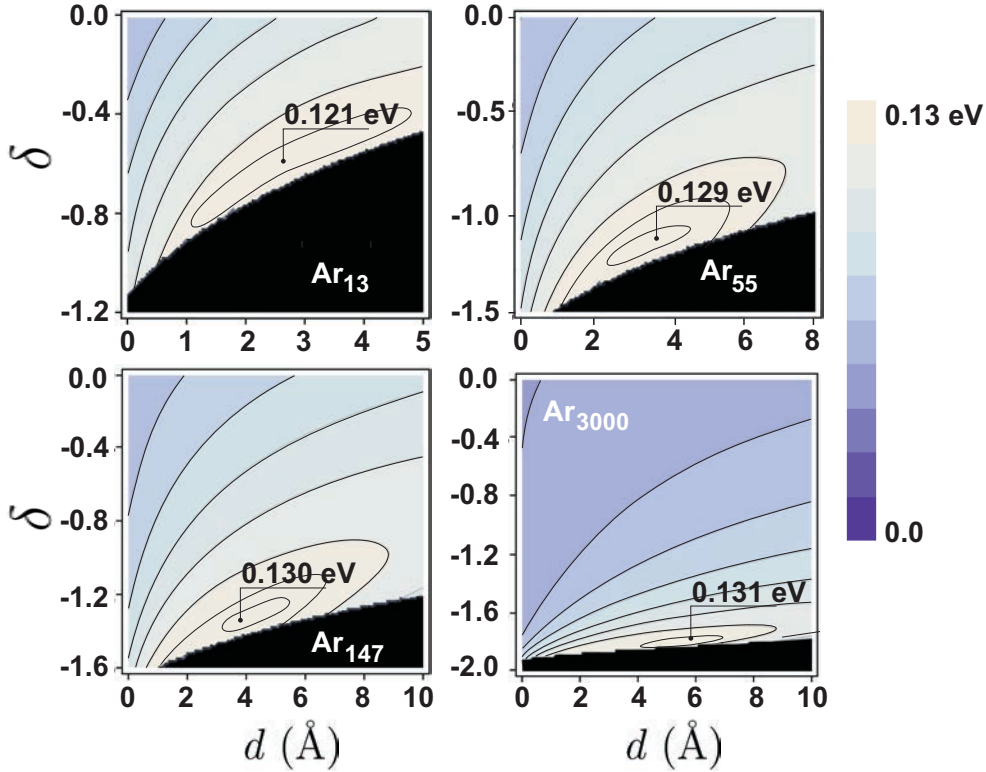 0.0
-0.4
-0.8
-1.2
δ
0.121 eV
Ar13
0 1 2 3 4 5
0.0
-0.5
-1.0
-1.5
0.129 eV
Ar55
0 2 4 6 8
0.13 eV
0.0
0.0
-0.4
-0.8
-1.2
-1.6
δ
0.130 eV
Ar147
0 2 4 6 8 10
d (Å)
0.0
-0.4
-0.8
-1.2
-1.6
-2.0
Ar3000
0.131 eV
0 2 4 6 8 10
d (Å)